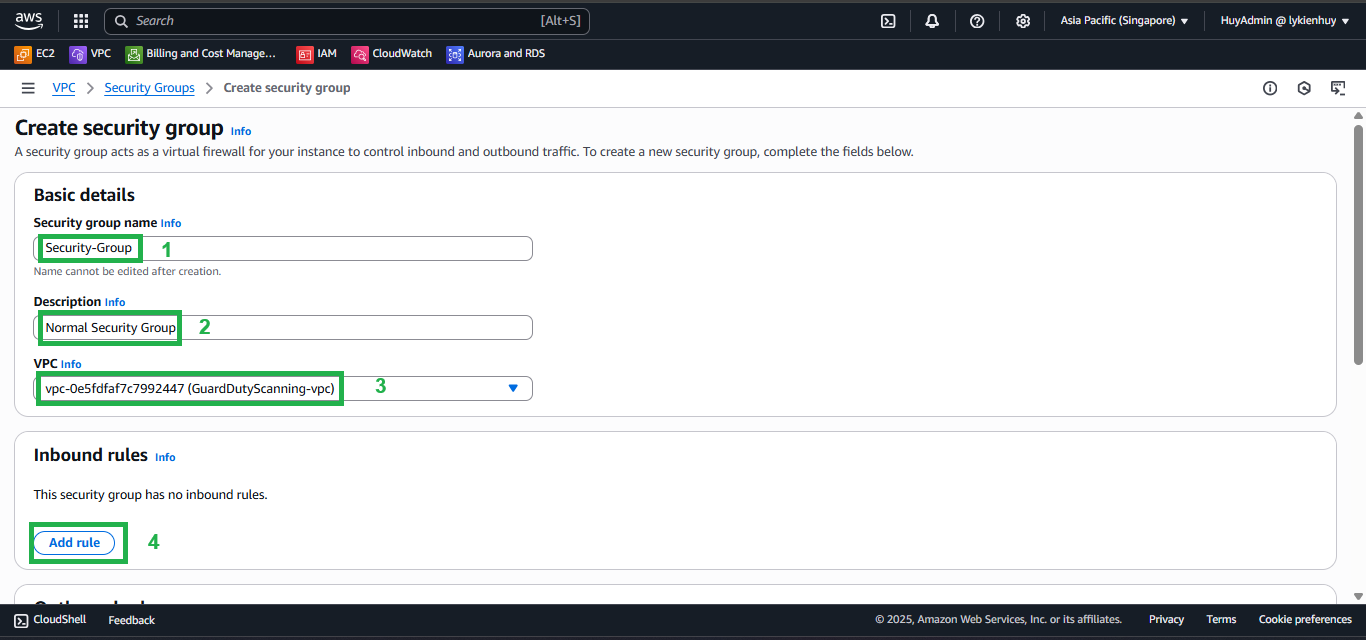 aws Search [Alt+S] Asia Pacific (Singapore) HuyAdmin @ lykienhuy
EC2 VPC Billing and Cost Manage... IAM CloudWatch Aurora and RDS
VPC Security Groups Create security group
Create security group Info
A security group acts as a virtual firewall for your instance to control inbound and outbound traffic. To create a new security group, complete the fields below.
Basic details
Security group name Info
Security-Group 1
Name cannot be edited after creation.
Description Info
Normal Security Group 2
VPC Info
vpc-0e5fdfaf7c7992447 (GuardDutyScanning-vpc) 3
Inbound rules Info
This security group has no inbound rules.
Add rule 4
CloudShell Feedback © 2025, Amazon Web Services, Inc. or its affiliates. Privacy Terms Cookie preferences